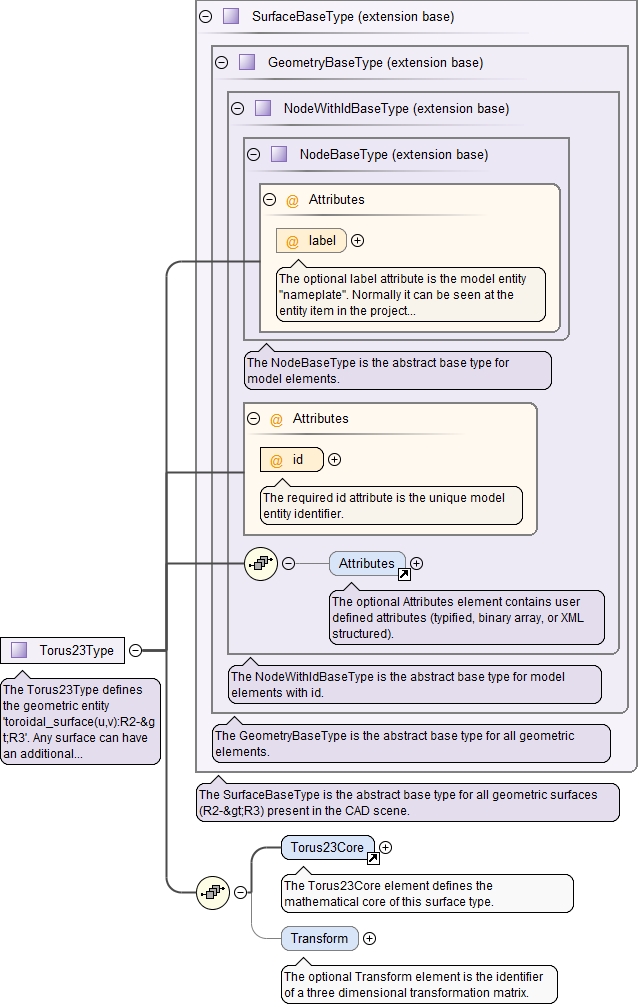 SurfaceBaseType (extension base)
GeometryBaseType (extension base)
NodeWithIdBaseType (extension base)
NodeBaseType (extension base)
@ Attributes
@ label
The optional label attribute is the model entity
"nameplate". Normally it can be seen at the
entity item in the project...
The NodeBaseType is the abstract base type for
model elements.
@ Attributes
@ id
The required id attribute is the unique model
entity identifier.
Attributes
The optional Attributes element contains user
defined attributes (typified, binary array, or XML
structured).
Torus23Type
The Torus23Type defines
the geometric entity
'toroidal_surface(u,v):R2-&g
t;R3'. Any surface can have
an additional...
The NodeWithIdBaseType is the abstract base type for model
elements with id.
The GeometryBaseType is the abstract base type for all geometric
elements.
The SurfaceBaseType is the abstract base type for all geometric surfaces
(R2-&gt;R3) present in the CAD scene.
Torus23Core
The Torus23Core element defines the
mathematical core of this surface type.
Transform
The optional Transform element is the identifier
of a three dimensional transformation matrix.